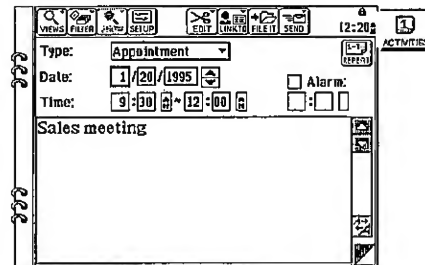 VIEWS FILTER SETUP EDIT LINKTO FILE IT SEND 12:20
ACTIVITIES
Type: Appointment
REPEAT
Date: 1/20/1995
Alarm:
Time: 9:30 AM ~ 12:00
Sales meeting